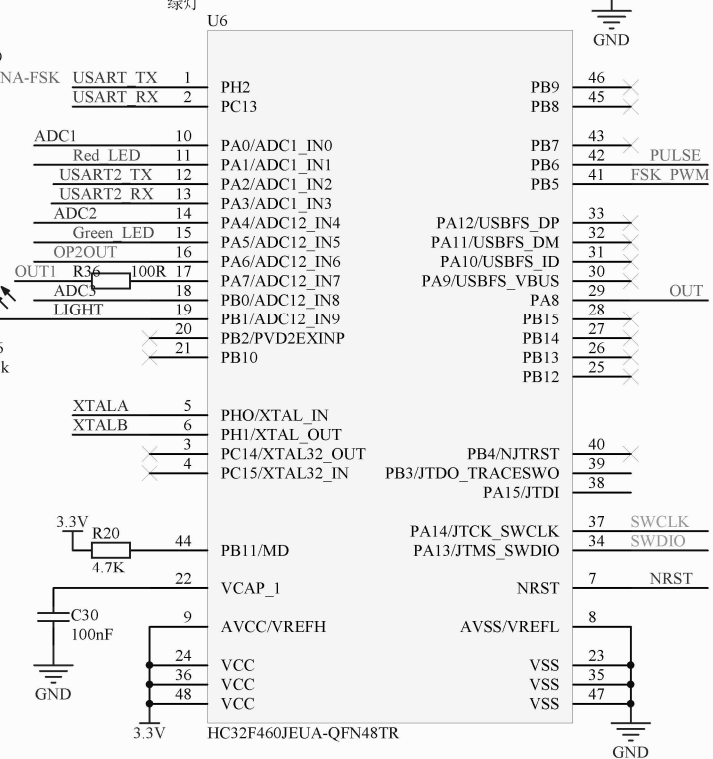 绿灯
U6
GND
NA-FSK USART_TX 1 PH2 PB9 46
USART_RX 2 PC13 PB8 45
ADC1 10 PA0/ADC1_IN0 PB7 43
Red_LED 11 PA1/ADC1_IN1 PB6 42 PULSE
USART2_TX 12 PA2/ADC1_IN2 PB5 41 FSK_PWM
USART2_RX 13 PA3/ADC1_IN3
ADC2 14 PA4/ADC12_IN4 PA12/USBFS_DP 33
Green_LED 15 PA5/ADC12_IN5 PA11/USBFS_DM 32
OP2OUT 16 PA6/ADC12_IN6 PA10/USBFS_ID 31
OUT1 R36 100R 17 PA7/ADC12_IN7 PA9/USBFS_VBUS 30
ADC3 18 PB0/ADC12_IN8 PA8 29 OUT
LIGHT 19 PB1/ADC12_IN9 PB15 28
20 PB2/PVD2EXINP PB14 27
21 PB10 PB13 26
k PB12 25
XTALA 5 PHO/XTAL_IN
XTALB 6 PH1/XTAL_OUT
3 PC14/XTAL32_OUT PB4/NJTRST 40
4 PC15/XTAL32_IN PB3/JTDO_TRACESWO 39
PA15/JTDI 38
3.3V R20 PA14/JTCK_SWCLK 37 SWCLK
4.7K 44 PB11/MD PA13/JTMS_SWDIO 34 SWDIO
22 VCAP_1 NRST 7 NRST
C30
100nF
9 AVCC/VREFH AVSS/VREFL 8
24 VCC VSS 23
36 VCC VSS 35
48 VCC VSS 47
GND
3.3V HC32F460JEUA-QFN48TR
GND